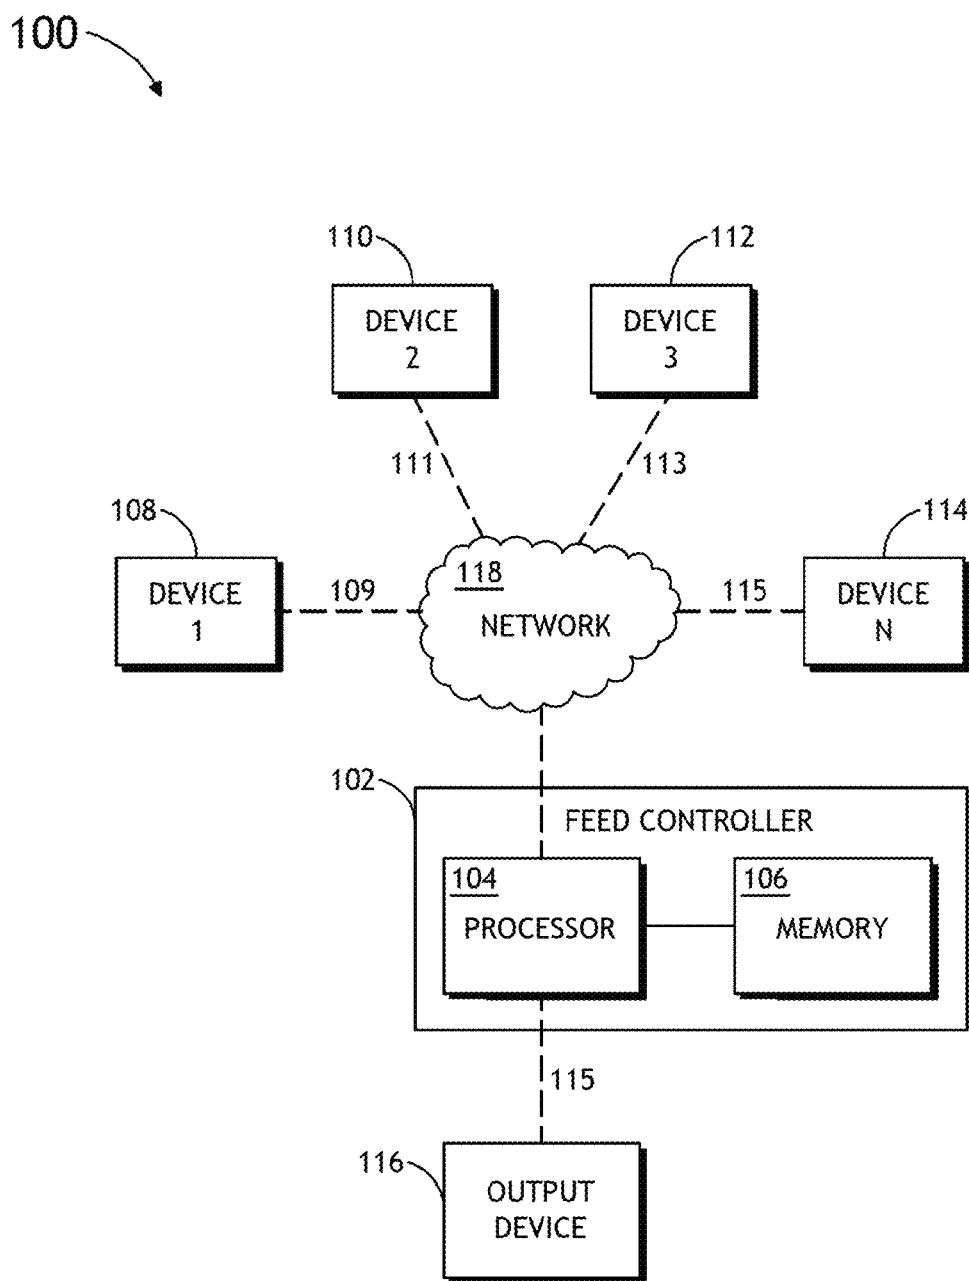 100
110
112
DEVICE
2
DEVICE
3
111
113
108
114
DEVICE
1
109
118
NETWORK
115
DEVICE
N
102
FEED CONTROLLER
104
PROCESSOR
106
MEMORY
115
116
OUTPUT
DEVICE